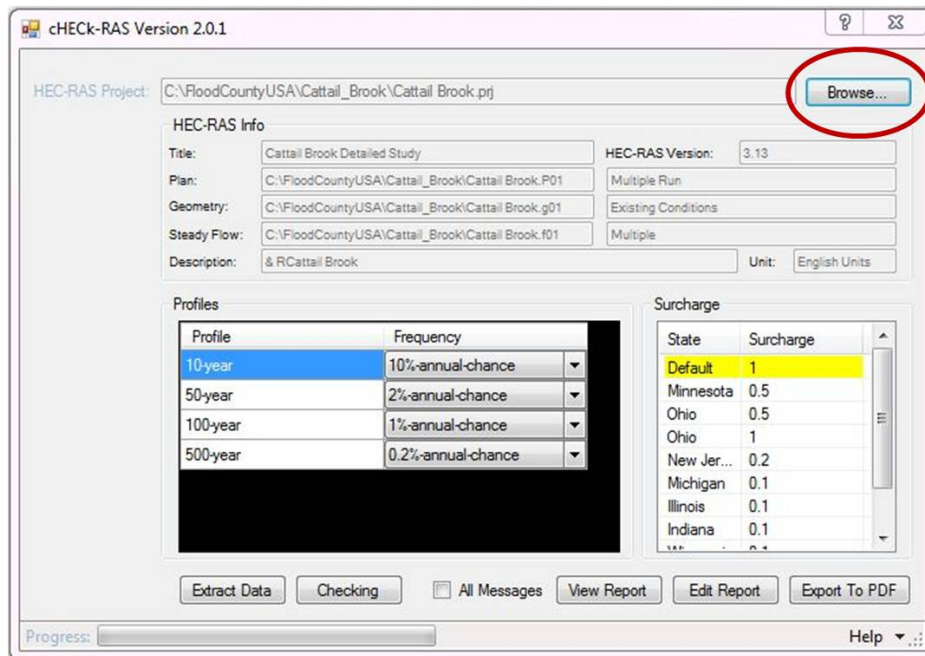 cHECk-RAS Version 2.0.1
HEC-RAS Project: C:\FloodCountyUSA\Cattail_Brook\Cattail Brook.prj Browse...
HEC-RAS Info
Title: Cattail Brook Detailed Study HEC-RAS Version: 3.13
Plan: C:\FloodCountyUSA\Cattail_Brook\Cattail Brook.P01 Multiple Run
Geometry: C:\FloodCountyUSA\Cattail_Brook\Cattail Brook.g01 Existing Conditions
Steady Flow: C:\FloodCountyUSA\Cattail_Brook\Cattail Brook.f01 Multiple
Description: & RCattail Brook Unit: English Units
Profiles
Profile Frequency
10-year 10%-annual-chance
50-year 2%-annual-chance
100-year 1%-annual-chance
500-year 0.2%-annual-chance
Surcharge
State Surcharge
Default 1
Minnesota 0.5
Ohio 0.5
Ohio 1
New Jer... 0.2
Michigan 0.1
Illinois 0.1
Indiana 0.1
Extract Data Checking All Messages View Report Edit Report Export To PDF
Progress: Help